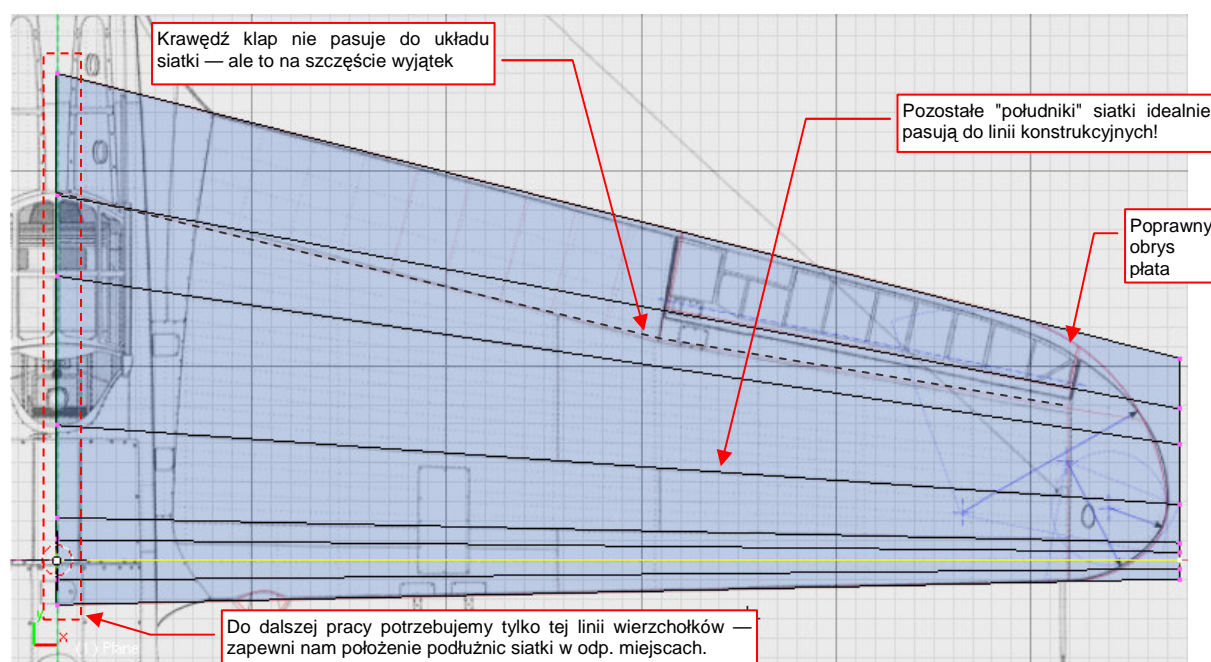 Krawędź klap nie pasuje do układu
siatki — ale to na szczęście wyjątek
Pozostałe "południki" siatki idealnie
pasują do linii konstrukcyjnych!
Poprawny
obrys
płata
Do dalszej pracy potrzebujemy tylko tej linii wierzchołków —
zapewni nam położenie podłużnic siatki w odp. miejscach.
y
x
(1) Plane